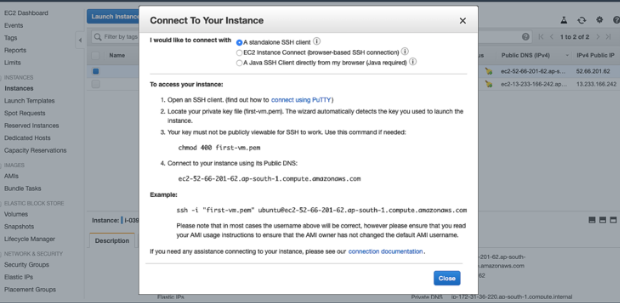 EC2 Dashboard
Events
Tags
Reports
Limits
INSTANCES
Instances
Launch Templates
Spot Requests
Reserved Instances
Dedicated Hosts
Capacity Reservations
IMAGES
AMIs
Bundle Tasks
ELASTIC BLOCK STORE
Volumes
Snapshots
Lifecycle Manager
NETWORK & SECURITY
Security Groups
Elastic IPs
Placement Groups
Launch Instance
Filter by tags
Name
1 to 2 of 2
Public DNS (IPv4)
IPv4 Public IP
ec2-52-66-201-62.ap-s...
52.66.201.62
ec2-13-233-166-242.ap...
13.233.166.242
Connect To Your Instance
I would like to connect with
A standalone SSH client
EC2 Instance Connect (browser-based SSH connection)
A Java SSH Client directly from my browser (Java required)
To access your instance:
1. Open an SSH client. (find out how to connect using PuTTY)
2. Locate your private key file (first-vm.pem). The wizard automatically detects the key you used to launch the
instance.
3. Your key must not be publicly viewable for SSH to work. Use this command if needed:
chmod 400 first-vm.pem
4. Connect to your instance using its Public DNS:
ec2-52-66-201-62.ap-south-1.compute.amazonaws.com
Example:
ssh -i "first-vm.pem" ubuntu@ec2-52-66-201-62.ap-south-1.compute.amazonaws.com
Please note that in most cases the username above will be correct, however please ensure that you read
your AMI usage instructions to ensure that the AMI owner has not changed the default AMI username.
If you need any assistance connecting to your instance, please see our connection documentation.
Close
Instance:
Description
Elastic IPs
Private DNS